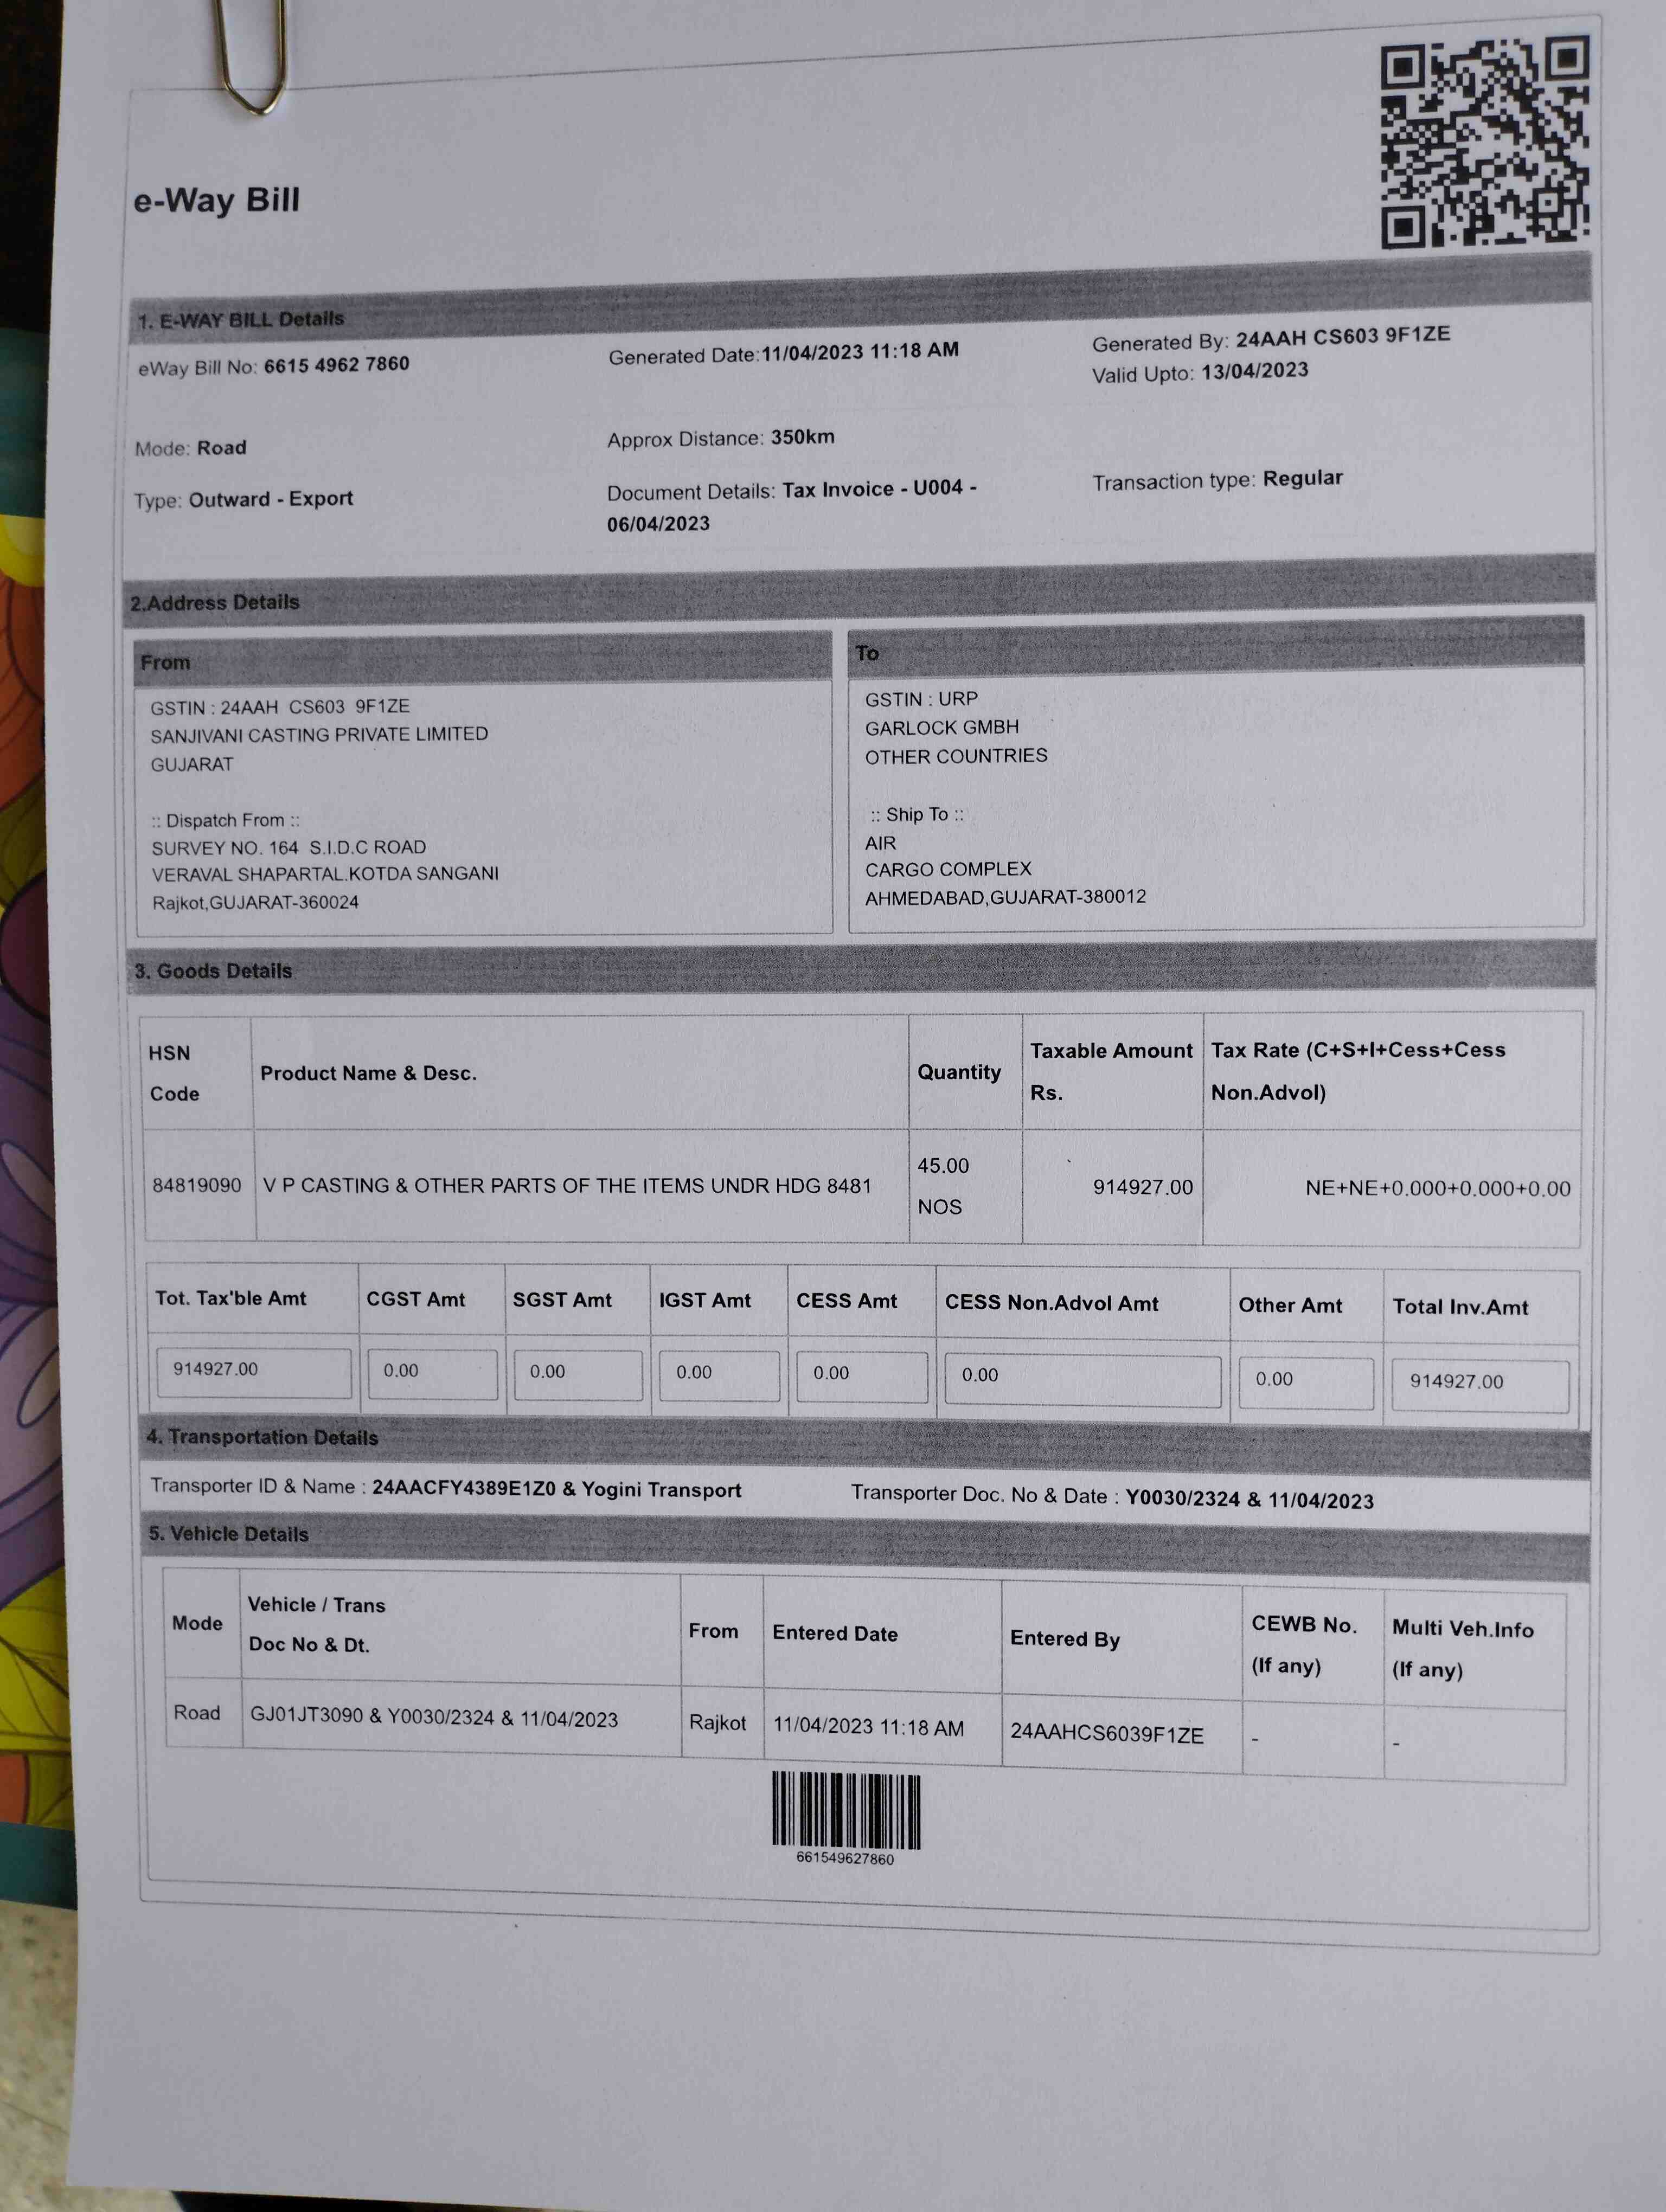 e-Way Bill
1. E-WAY BILL Details
eWay Bill No: 6615 4962 7860
Generated Date:11/04/2023 11:18 AM
Generated By: 24AAH CS603 9F1ZE
Valid Upto: 13/04/2023
Mode: Road
Approx Distance: 350km
Type: Outward - Export
Document Details: Tax Invoice - U004 -
06/04/2023
Transaction type: Regular
2.Address Details
From
GSTIN : 24AAH CS603 9F1ZE
SANJIVANI CASTING PRIVATE LIMITED
GUJARAT
:: Dispatch From ::
SURVEY NO. 164 S.I.D.C ROAD
VERAVAL SHAPARTAL.KOTDA SANGANI
Rajkot,GUJARAT-360024
To
GSTIN : URP
GARLOCK GMBH
OTHER COUNTRIES
:: Ship To ::
AIR
CARGO COMPLEX
AHMEDABAD,GUJARAT-380012
3. Goods Details
HSN
Code
Product Name & Desc.
Quantity
Taxable Amount
Rs.
Tax Rate (C+S+I+Cess+Cess
Non.Advol)
84819090
V P CASTING & OTHER PARTS OF THE ITEMS UNDR HDG 8481
45.00
NOS
914927.00
NE+NE+0.000+0.000+0.00
Tot. Tax'ble Amt
CGST Amt
SGST Amt
IGST Amt
CESS Amt
CESS Non.Advol Amt
Other Amt
Total Inv.Amt
914927.00
0.00
0.00
0.00
0.00
0.00
0.00
914927.00
4. Transportation Details
Transporter ID & Name : 24AACFY4389E1Z0 & Yogini Transport
Transporter Doc. No & Date : Y0030/2324 & 11/04/2023
5. Vehicle Details
Mode
Vehicle / Trans
Doc No & Dt.
From
Entered Date
Entered By
CEWB No.
(If any)
Multi Veh.Info
(If any)
Road
GJ01JT3090 & Y0030/2324 & 11/04/2023
Rajkot
11/04/2023 11:18 AM
24AAHCS6039F1ZE
-
-
661549627860